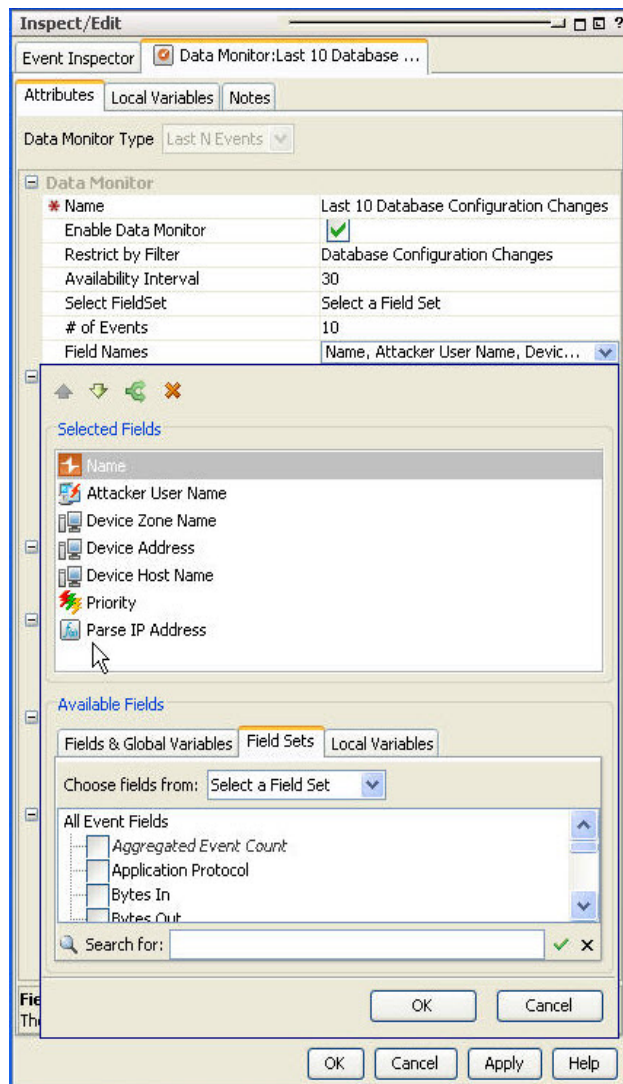 Inspect/Edit ?
Event Inspector Data Monitor:Last 10 Database ...
Attributes Local Variables Notes
Data Monitor Type Last N Events
Data Monitor
* Name Last 10 Database Configuration Changes
Enable Data Monitor
Restrict by Filter Database Configuration Changes
Availability Interval 30
Select FieldSet Select a Field Set
# of Events 10
Field Names Name, Attacker User Name, Devic...
Selected Fields
Name
Attacker User Name
Device Zone Name
Device Address
Device Host Name
Priority
Parse IP Address
Available Fields
Fields & Global Variables Field Sets Local Variables
Choose fields from: Select a Field Set
All Event Fields
Aggregated Event Count
Application Protocol
Bytes In
Bytes Out
Search for:
OK Cancel
Fie
The
OK Cancel Apply Help